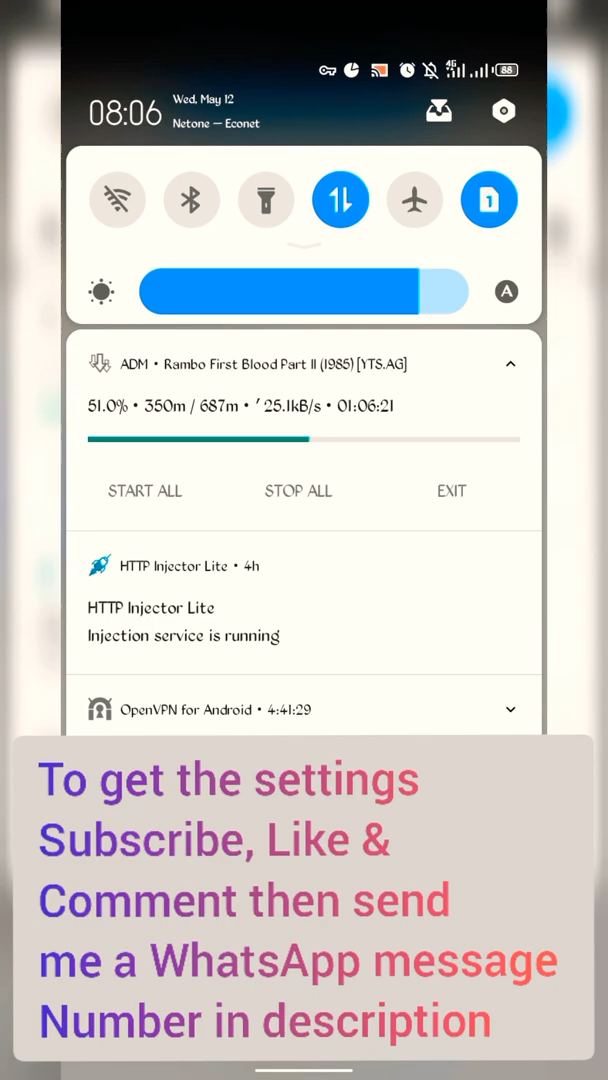 4G
88
08:06
Wed, May 12
Netone — Econet
1
A
ADM • Rambo First Blood Part II (1985) [YTS.AG]
51.0% • 350m / 687m • ′ 25.1kB/s • 01:06:21
START ALL STOP ALL EXIT
HTTP Injector Lite • 4h
HTTP Injector Lite
Injection service is running
OpenVPN for Android • 4:41:29
To get the settings
Subscribe, Like &
Comment then send
me a WhatsApp message
Number in description